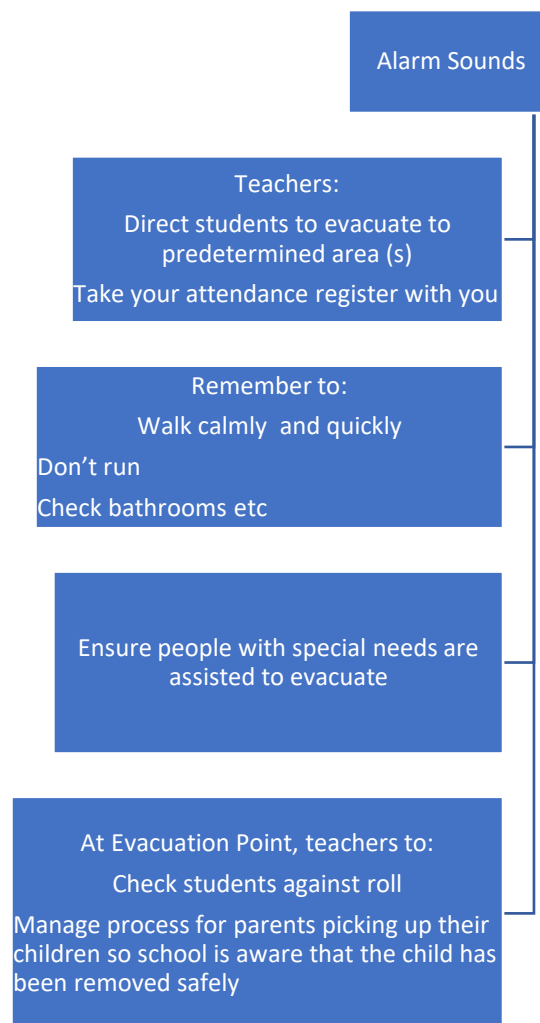 Alarm Sounds
Teachers:
Direct students to evacuate to
predetermined area (s)
Take your attendance register with you
Remember to:
Walk calmly  and quickly
Don’t run
Check bathrooms etc
Ensure people with special needs are
assisted to evacuate
At Evacuation Point, teachers to:
Check students against roll
Manage process for parents picking up their
children so school is aware that the child has
been removed safely